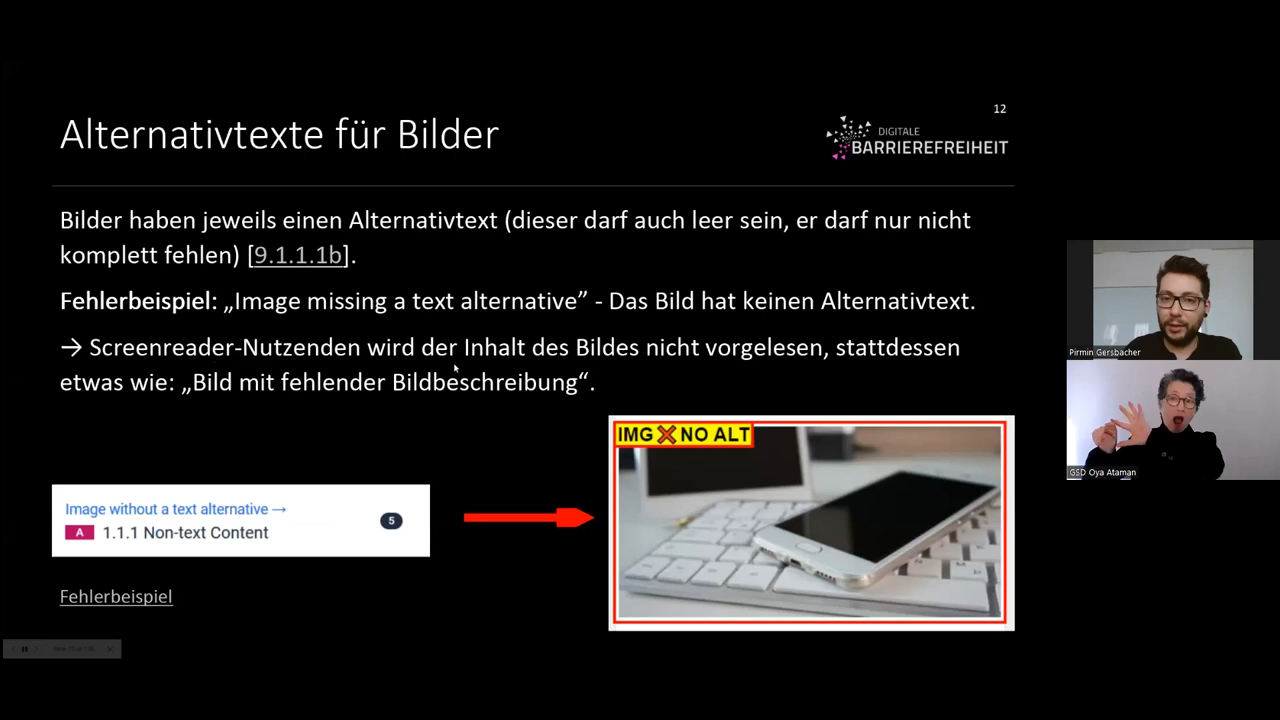 12
Alternativtexte für Bilder
DIGITALE
BARRIEREFREIHEIT
Bilder haben jeweils einen Alternativtext (dieser darf auch leer sein, er darf nur nicht
komplett fehlen) [9.1.1.1b].
Fehlerbeispiel: „Image missing a text alternative” - Das Bild hat keinen Alternativtext.
→ Screenreader-Nutzenden wird der Inhalt des Bildes nicht vorgelesen, stattdessen
etwas wie: „Bild mit fehlender Bildbeschreibung“.
IMG ❌ NO ALT
Image without a text alternative →
A 1.1.1 Non-text Content
5
Fehlerbeispiel
Pirmin Gersbacher
GSD Oya Ataman